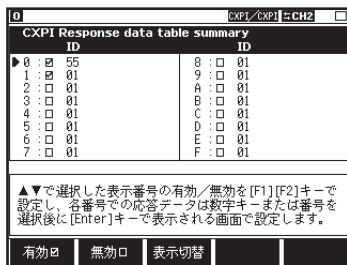 0 CXPI/CXPI ⇆CH2
CXPI Response data table summary
ID ID
▶0 :☑ 55 8 :□ 01
1 :☑ 01 9 :□ 01
2 :□ 01 A :□ 01
3 :□ 01 B :□ 01
4 :□ 01 C :□ 01
5 :□ 01 D :□ 01
6 :□ 01 E :□ 01
7 :□ 01 F :□ 01
▲▼で選択した表示番号の有効/無効を[F1][F2]キーで
設定し、各番号での応答データは数字キーまたは番号を
選択後に[Enter]キーで表示される画面で設定します。
有効☑ 無効□ 表示切替